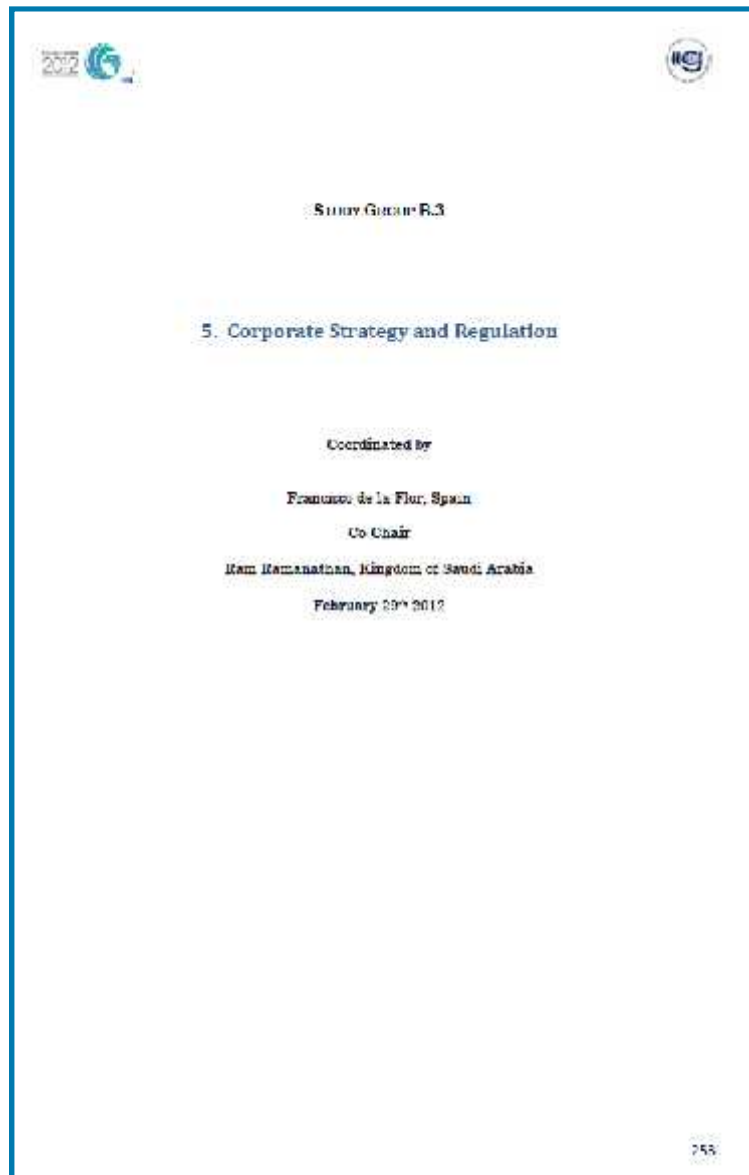 2012
STUDY GROUP B.3
5. Corporate Strategy and Regulation
Coordinated by
Francisco de la Flor, Spain
Co Chair
Ram Ramanathan, Kingdom of Saudi Arabia
February 29th 2012